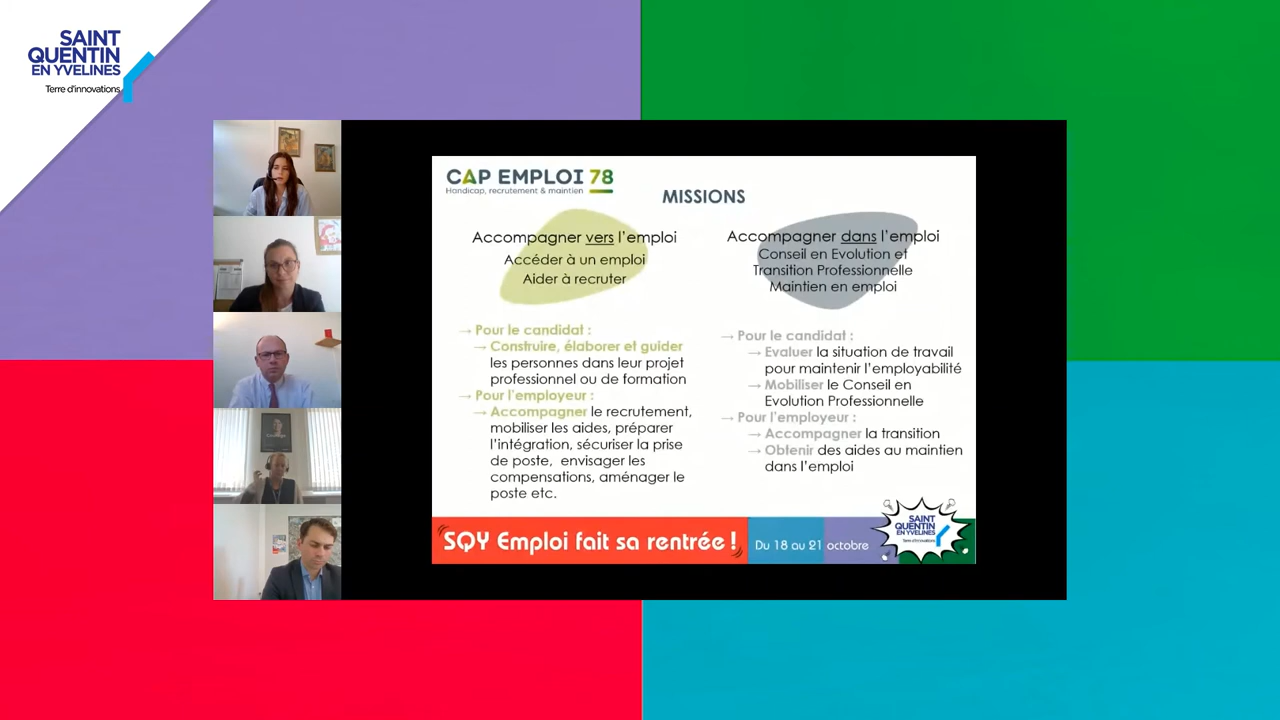 SAINT
QUENTIN
EN YVELINES
Terre d'innovations
CAP EMPLOI 78
Handicap, recrutement & maintien
MISSIONS
Accompagner vers l'emploi
Accéder à un emploi
Aider à recruter
→ Pour le candidat :
→ Construire, élaborer et guider
les personnes dans leur projet
professionnel ou de formation
→ Pour l'employeur :
→ Accompagner le recrutement,
mobiliser les aides, préparer
l'intégration, sécuriser la prise
de poste, envisager les
compensations, aménager le
poste etc.
Accompagner dans l'emploi
Conseil en Evolution et
Transition Professionnelle
Maintien en emploi
→ Pour le candidat :
→ Evaluer la situation de travail
pour maintenir l'employabilité
→ Mobiliser le Conseil en
Evolution Professionnelle
→ Pour l'employeur :
→ Accompagner la transition
→ Obtenir des aides au maintien
dans l'emploi
SQY Emploi fait sa rentrée !
Du 18 au 21 octobre
SAINT
QUENTIN
EN YVELINES
Terre d'innovations